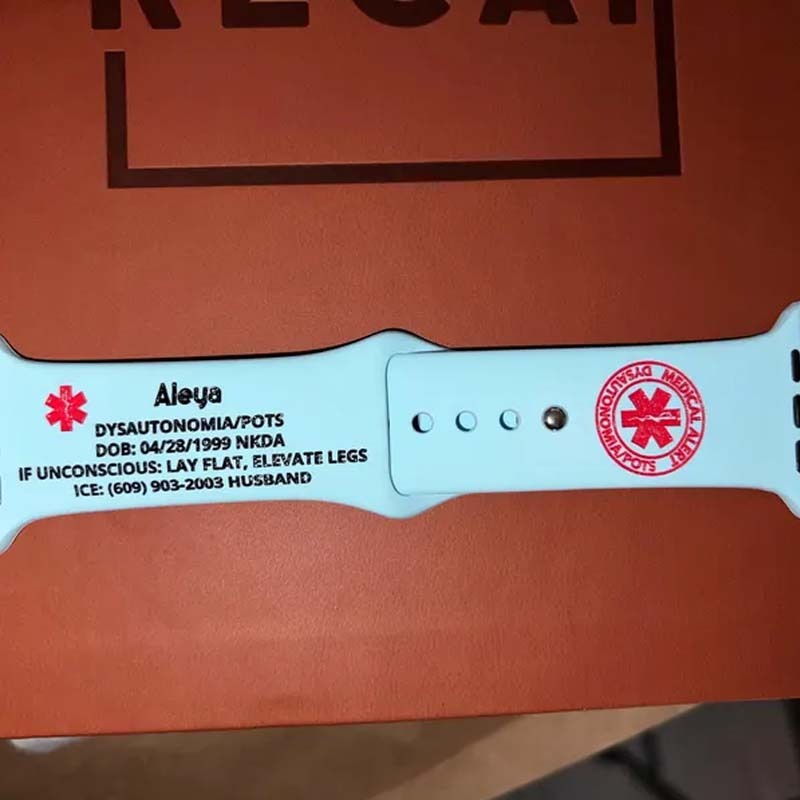 Aleya
DYSAUTONOMIA/POTS
DOB: 04/28/1999 NKDA
IF UNCONSCIOUS: LAY FLAT, ELEVATE LEGS
ICE: (609) 903-2003 HUSBAND
MEDICAL ALERT
DYSAUTONOMIA/POTS